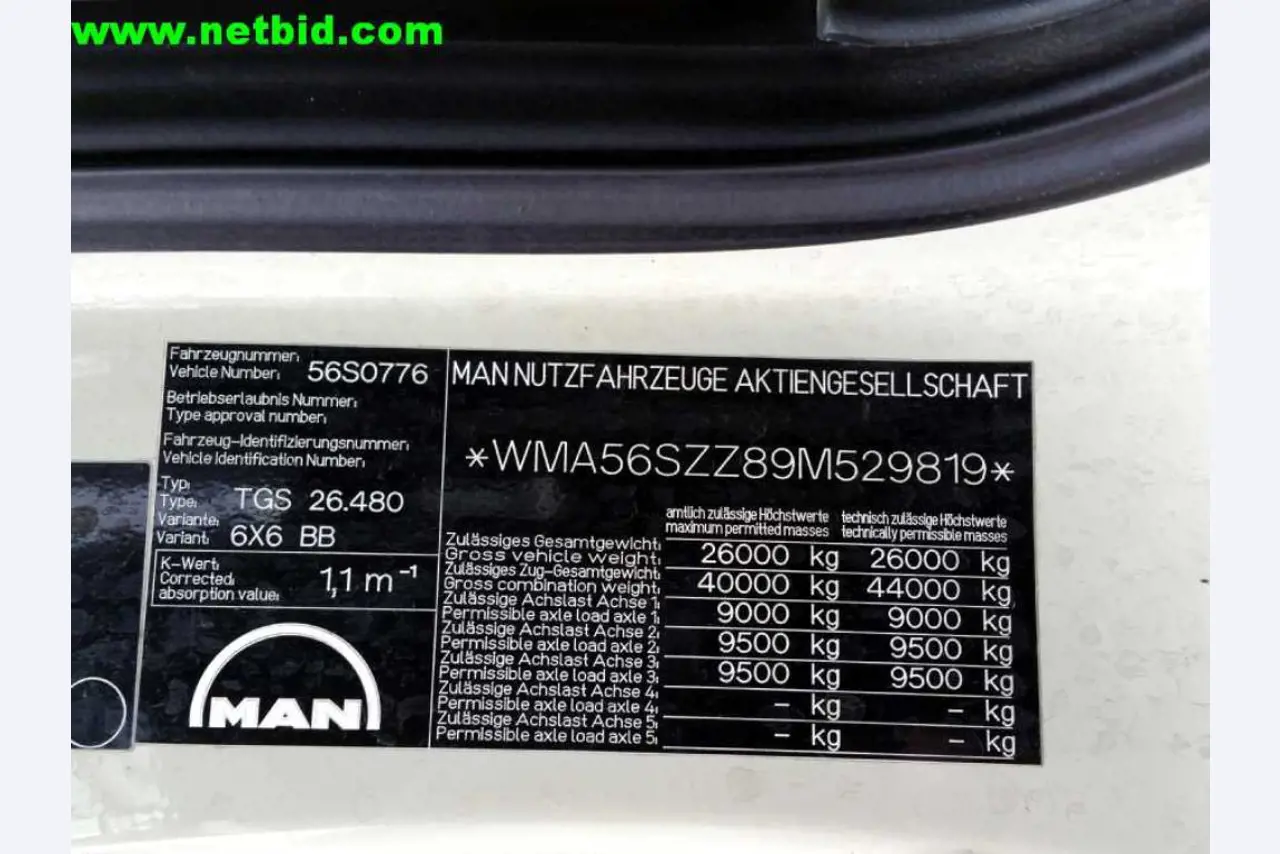 www.netbid.com
Fahrzeugnummer:
Vehicle Number: 56S0776
Betriebserlaubnis Nummer:
Type approval number:
Fahrzeug-Identifizierungsnummer:
Vehicle Identification Number:
Typ:
Type: TGS 26.480
Variante:
Variant: 6X6 BB
K-Wert:
Corrected: 1,1 m⁻¹
absorption value:
MAN
MAN NUTZFAHRZEUGE AKTIENGESELLSCHAFT
*WMA56SZZ89M529819*
amtlich zulässige Höchstwerte technisch zulässige Höchstwerte
maximum permitted masses technically permissible masses
Zulässiges Gesamtgewicht:
Gross vehicle weight: 26000 kg 26000 kg
Zulässiges Zug-Gesamtgewicht:
Gross combination weight: 40000 kg 44000 kg
Zulässige Achslast Achse 1:
Permissible axle load axle 1: 9000 kg 9000 kg
Zulässige Achslast Achse 2:
Permissible axle load axle 2: 9500 kg 9500 kg
Zulässige Achslast Achse 3:
Permissible axle load axle 3: 9500 kg 9500 kg
Zulässige Achslast Achse 4:
Permissible axle load axle 4: – kg – kg
Zulässige Achslast Achse 5:
Permissible axle load axle 5: – kg – kg